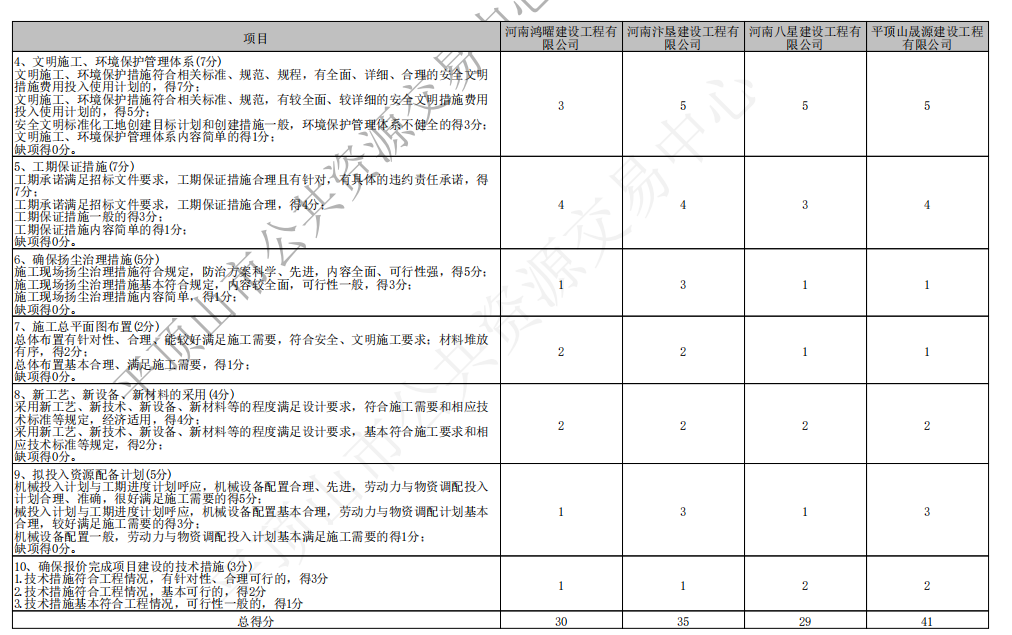 项目
河南鸿曜建设工程有
限公司
河南汴垦建设工程有
限公司
河南八星建设工程有
限公司
平顶山晟源建设工程
有限公司
4、文明施工、环境保护管理体系(7分)
文明施工、环境保护措施符合相关标准、规范、规程，有全面、详细、合理的安全文明
措施费用投入使用计划的，得7分；
文明施工、环境保护措施符合相关标准、规范，有较全面、较详细的安全文明措施费用
投入使用计划的，得5分；
安全文明标准化工地创建目标计划和创建措施一般，环境保护管理体系不健全的得3分；
文明施工、环境保护管理体系内容简单的得1分；
缺项得0分。
3
5
5
5
5、工期保证措施(7分)
工期承诺满足招标文件要求，工期保证措施合理且有针对，有具体的违约责任承诺，得
7分；
工期承诺满足招标文件要求，工期保证措施合理，得4分；
工期保证措施一般的得3分；
工期保证措施内容简单的得1分；
缺项得0分。
4
4
3
4
6、确保扬尘治理措施(5分)
施工现场扬尘治理措施符合规定，防治方案科学、先进，内容全面、可行性强，得5分；
施工现场扬尘治理措施基本符合规定，内容较全面，可行性一般，得3分；
施工现场扬尘治理措施内容简单，得1分；
缺项得0分。
1
3
1
1
7、施工总平面图布置(2分)
总体布置有针对性、合理、能较好满足施工需要，符合安全、文明施工要求；材料堆放
有序，得2分；
总体布置基本合理、满足施工需要，得1分；
缺项得0分。
2
2
1
1
8、新工艺、新设备、新材料的采用(4分)
采用新工艺、新技术、新设备、新材料等的程度满足设计要求，符合施工需要和相应技
术标准等规定，经济适用，得4分；
采用新工艺、新技术、新设备、新材料等的程度满足设计要求，基本符合施工要求和相
应技术标准等规定，得2分；
缺项得0分。
2
2
2
2
9、拟投入资源配备计划(5分)
机械投入计划与工期进度计划呼应，机械设备配置合理、先进，劳动力与物资调配投入
计划合理、准确，很好满足施工需要的得5分；
械投入计划与工期进度计划呼应，机械设备配置基本合理，劳动力与物资调配计划基本
合理，较好满足施工需要的得3分；
机械设备配置一般，劳动力与物资调配投入计划基本满足施工需要的得1分；
缺项得0分。
1
3
1
3
10、确保报价完成项目建设的技术措施(3分)
1.技术措施符合工程情况，有针对性、合理可行的，得3分
2.技术措施符合工程情况，基本可行的，得2分
3.技术措施基本符合工程情况，可行性一般的，得1分
1
1
2
2
总得分
30
35
29
41
平顶山市公共资源交易中心
平顶山市公共资源交易中心